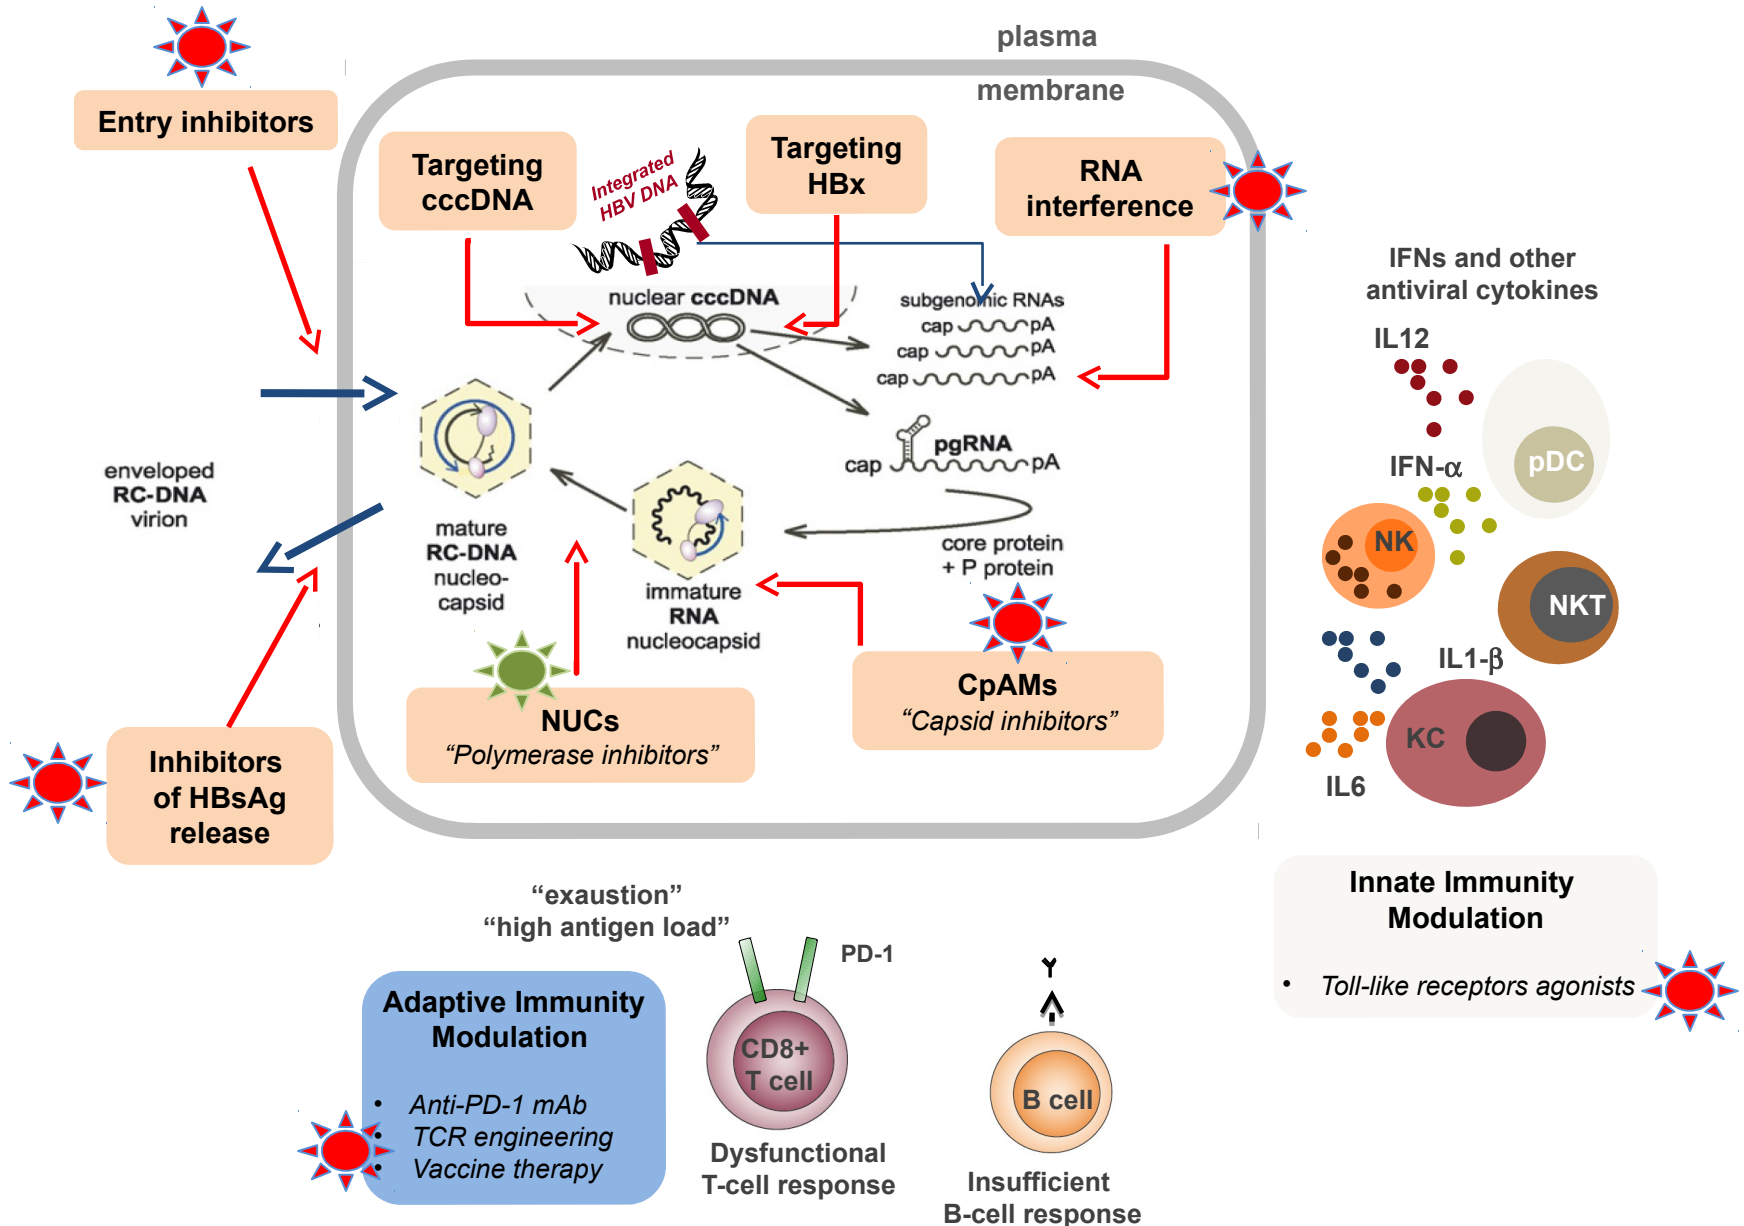 plasma
membrane
Entry inhibitors
Targeting
cccDNA
Integrated
HBV DNA
Targeting
HBx
RNA
interference
nuclear cccDNA
subgenomic RNAs
cap pA
cap pA
cap pA
pgRNA
cap pA
enveloped
RC-DNA
virion
mature
RC-DNA
nucleo-
capsid
immature
RNA
nucleocapsid
core protein
+ P protein
NUCs
“Polymerase inhibitors”
CpAMs
“Capsid inhibitors”
Inhibitors
of HBsAg
release
IFNs and other
antiviral cytokines
IL12
pDC
IFN-α
NK
NKT
IL1-β
KC
IL6
Innate Immunity
Modulation
• Toll-like receptors agonists
“exaustion”
“high antigen load”
PD-1
Adaptive Immunity
Modulation
• Anti-PD-1 mAb
• TCR engineering
• Vaccine therapy
CD8+
T cell
Dysfunctional
T-cell response
B cell
Insufficient
B-cell response